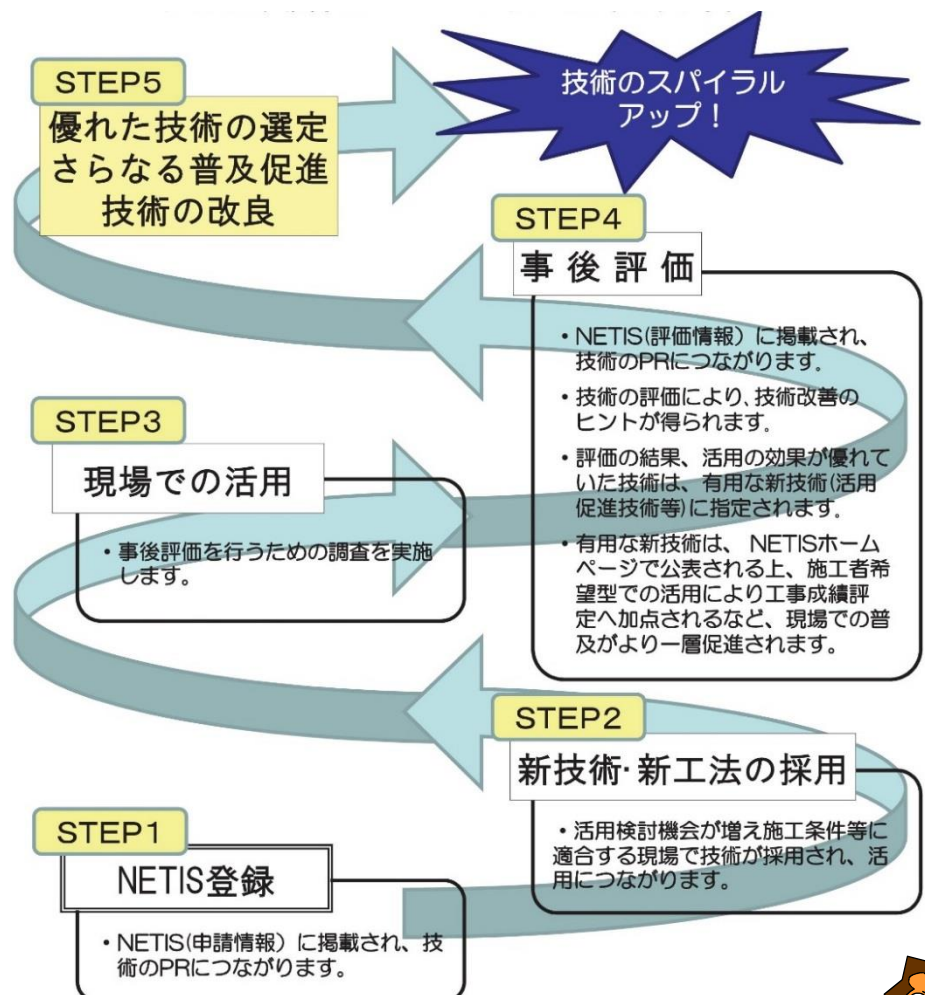 STEP5
優れた技術の選定
さらなる普及促進
技術の改良
技術のスパイラル
アップ！
STEP4
事後評価
・NETIS(評価情報）に掲載され、
技術のPRにつながります。
・技術の評価により、技術改善の
ヒントが得られます。
・評価の結果、活用の効果が優れて
いた技術は、有用な新技術(活用
促進技術等)に指定されます。
・有用な新技術は、 NETISホーム
ページで公表される上、施工者希
望型での活用により工事成績評
定へ加点されるなど、現場での普
及がより一層促進されます。
STEP3
現場での活用
・事後評価を行うための調査を実施
します。
STEP2
新技術･新工法の採用
・活用検討機会が増え施工条件等に
適合する現場で技術が採用され、活
用につながります。
STEP1
NETIS登録
・NETIS(申請情報）に掲載され、技
術のPRにつながります。